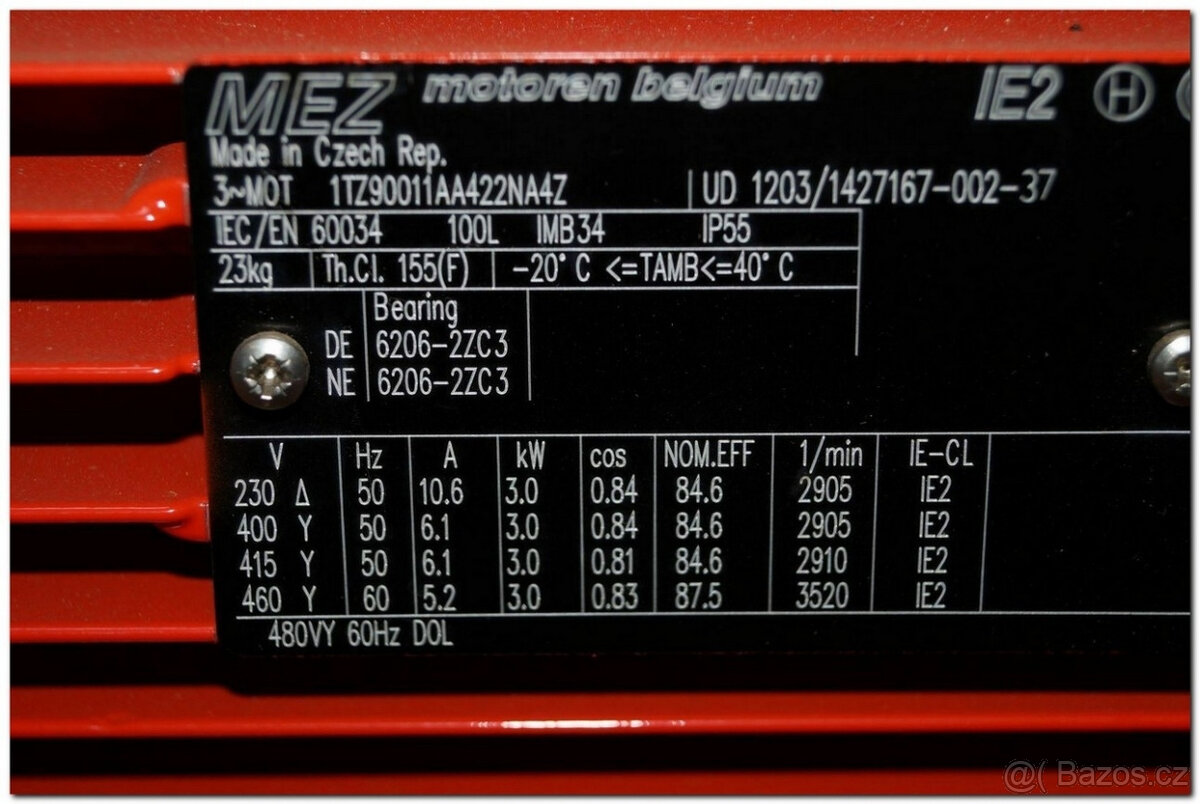 MEZ motoren belgium IE2 H
Made in Czech Rep.
3~MOT 1TZ90011AA422NA4Z UD 1203/1427167-002-37
IEC/EN 60034 100L IMB34 IP55
23kg Th.Cl. 155(F) -20°C <=TAMB<=40°C
Bearing
DE 6206-2ZC3
NE 6206-2ZC3
V Hz A kW cos NOM.EFF 1/min IE-CL
230 Δ 50 10.6 3.0 0.84 84.6 2905 IE2
400 Y 50 6.1 3.0 0.84 84.6 2905 IE2
415 Y 50 6.1 3.0 0.81 84.6 2910 IE2
460 Y 60 5.2 3.0 0.83 87.5 3520 IE2
480VY 60Hz DOL
@( Bazos.cz